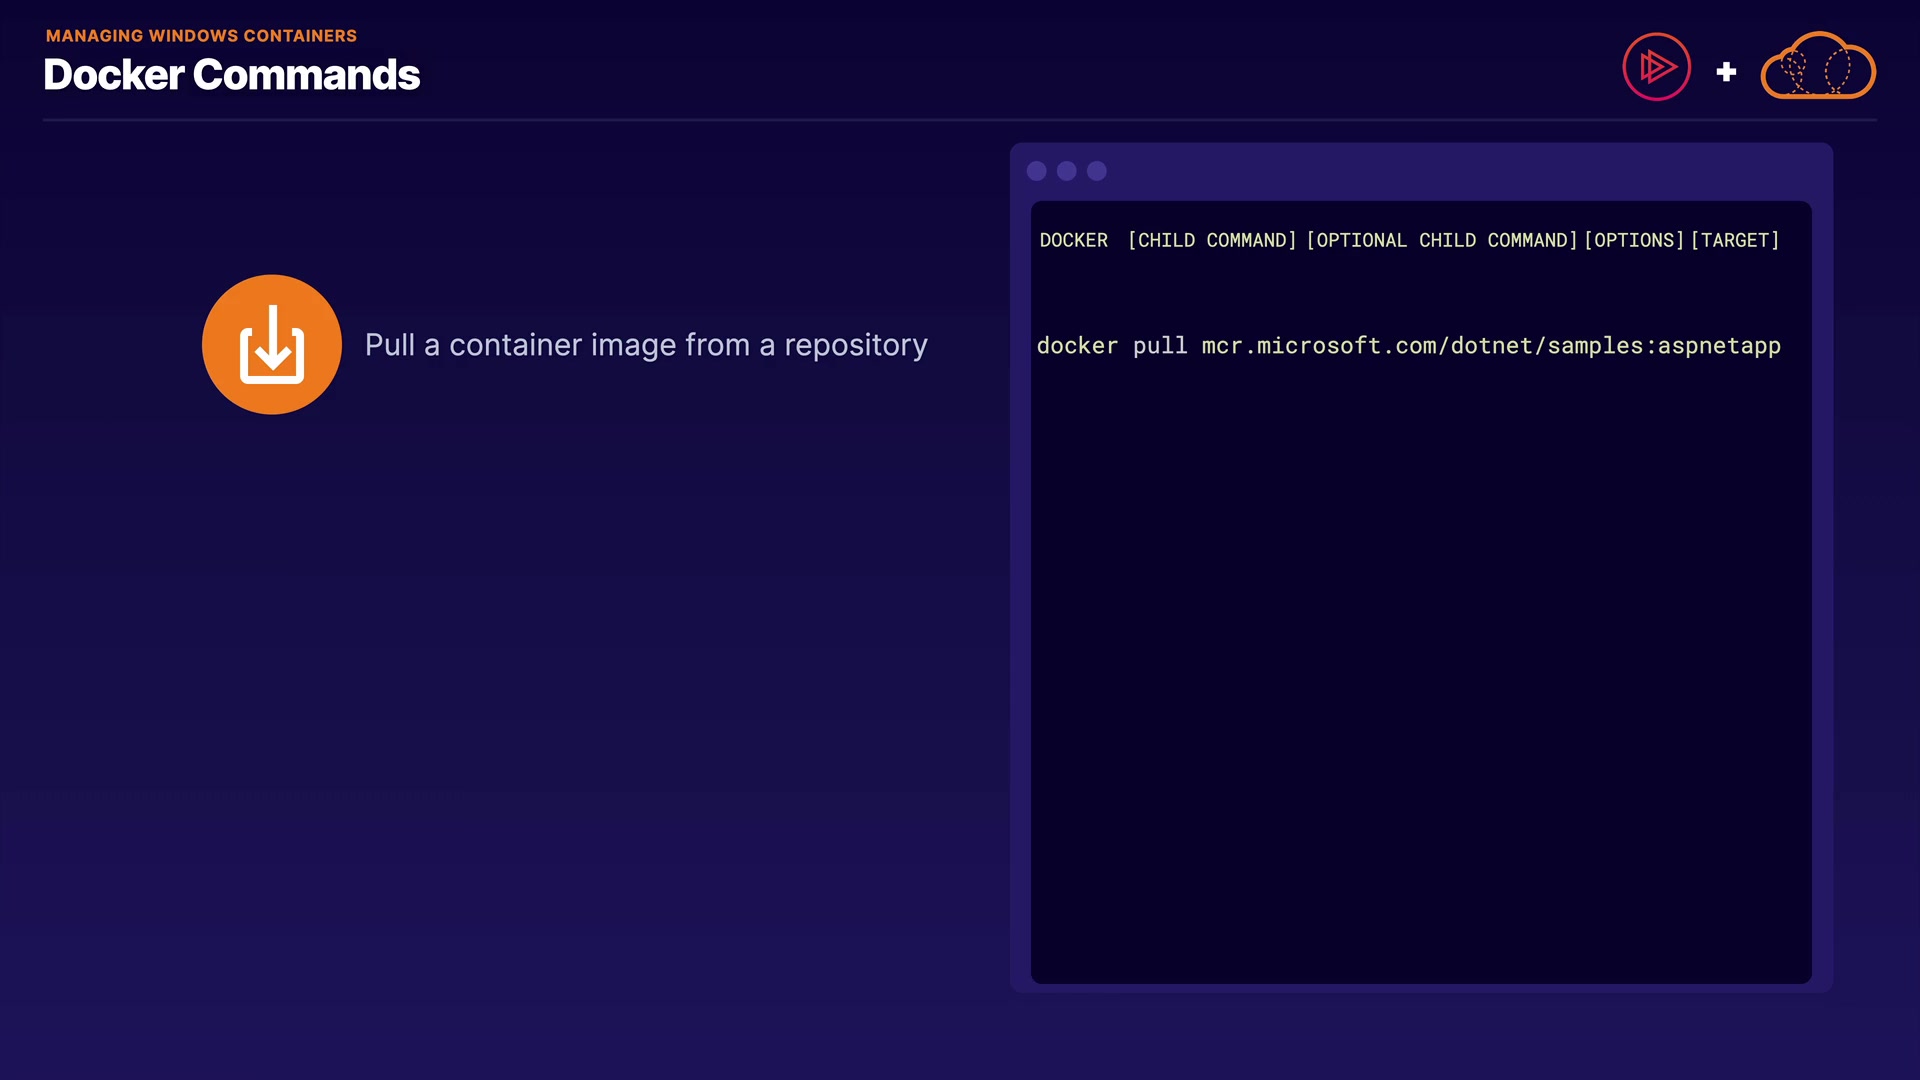 MANAGING WINDOWS CONTAINERS
Docker Commands
DOCKER [CHILD COMMAND] [OPTIONAL CHILD COMMAND] [OPTIONS] [TARGET]
Pull a container image from a repository
docker pull mcr.microsoft.com/dotnet/samples:aspnetapp